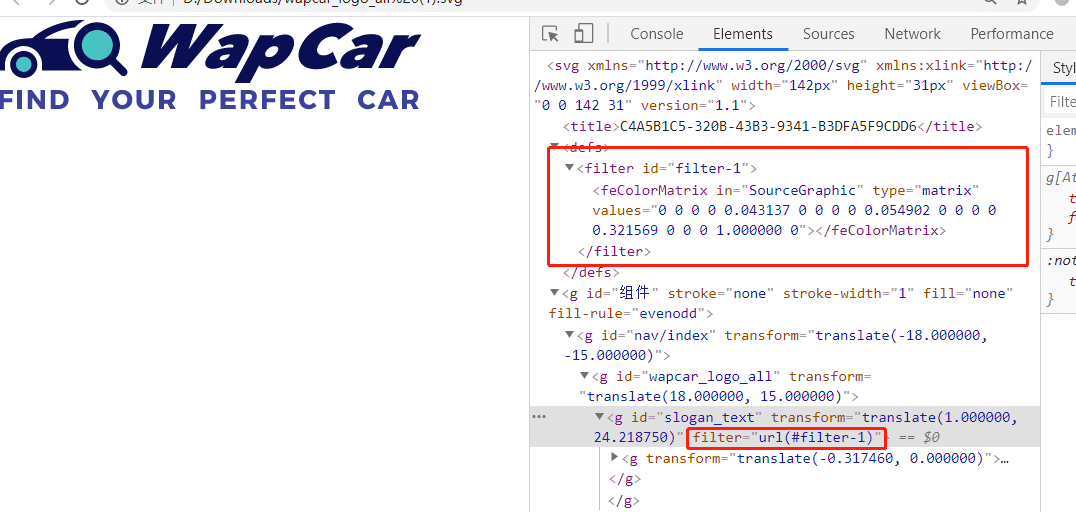 D:/Downloads/wapcar_logo_all%20(1).svg
WapCar
FIND YOUR PERFECT CAR
Console Elements Sources Network Performance
<svg xmlns="http://www.w3.org/2000/svg" xmlns:xlink="http:/
/www.w3.org/1999/xlink" width="142px" height="31px" viewBox=
"0 0 142 31" version="1.1">
<title>C4A5B1C5-320B-43B3-9341-B3DFA5F9CDD6</title>
<defs>
<filter id="filter-1">
<feColorMatrix in="SourceGraphic" type="matrix"
values="0 0 0 0 0.043137 0 0 0 0 0.054902 0 0 0 0
0.321569 0 0 0 1.000000 0"></feColorMatrix>
</filter>
</defs>
<g id="组件" stroke="none" stroke-width="1" fill="none"
fill-rule="evenodd">
<g id="nav/index" transform="translate(-18.000000,
-15.000000)">
<g id="wapcar_logo_all" transform=
"translate(18.000000, 15.000000)">
<g id="slogan_text" transform="translate(1.000000,
24.218750)" filter="url(#filter-1)" == $0
<g transform="translate(-0.317460, 0.000000)">…
</g>
</g>
Styl
Filte
elem
}
g[At
t
f
}
:not
t
}